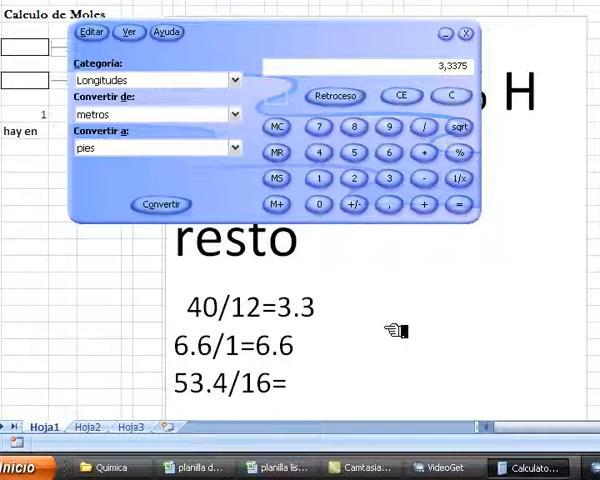 Calculo de Moles
Editar Ver Ayuda
Categoría:
Longitudes
Convertir de:
metros
Convertir a:
pies
Convertir
3,3375
Retroceso CE C
MC 7 8 9 / sqrt
MR 4 5 6 * %
MS 1 2 3 - 1/x
M+ 0 +/- , + =
H
1
hay en
resto
40/12=3.3
6.6/1=6.6
53.4/16=
Hoja1 Hoja2 Hoja3
Inicio Quimica planilla d... planilla lis... Camtasia... VideoGet Calculato...